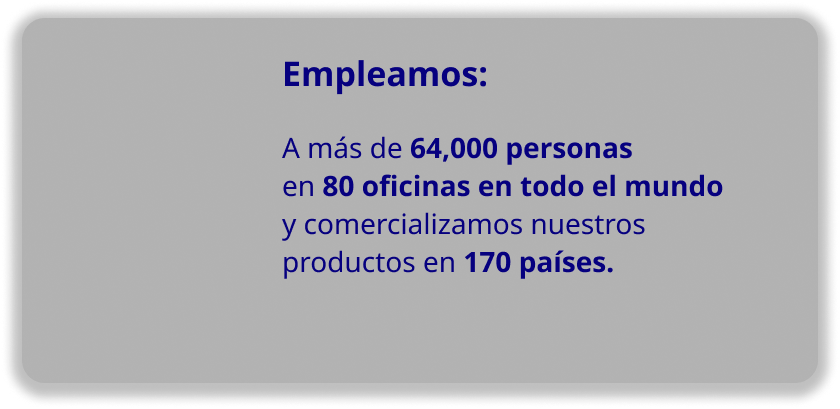 Empleamos:
A más de 64,000 personas
en 80 oficinas en todo el mundo
y comercializamos nuestros
productos en 170 países.